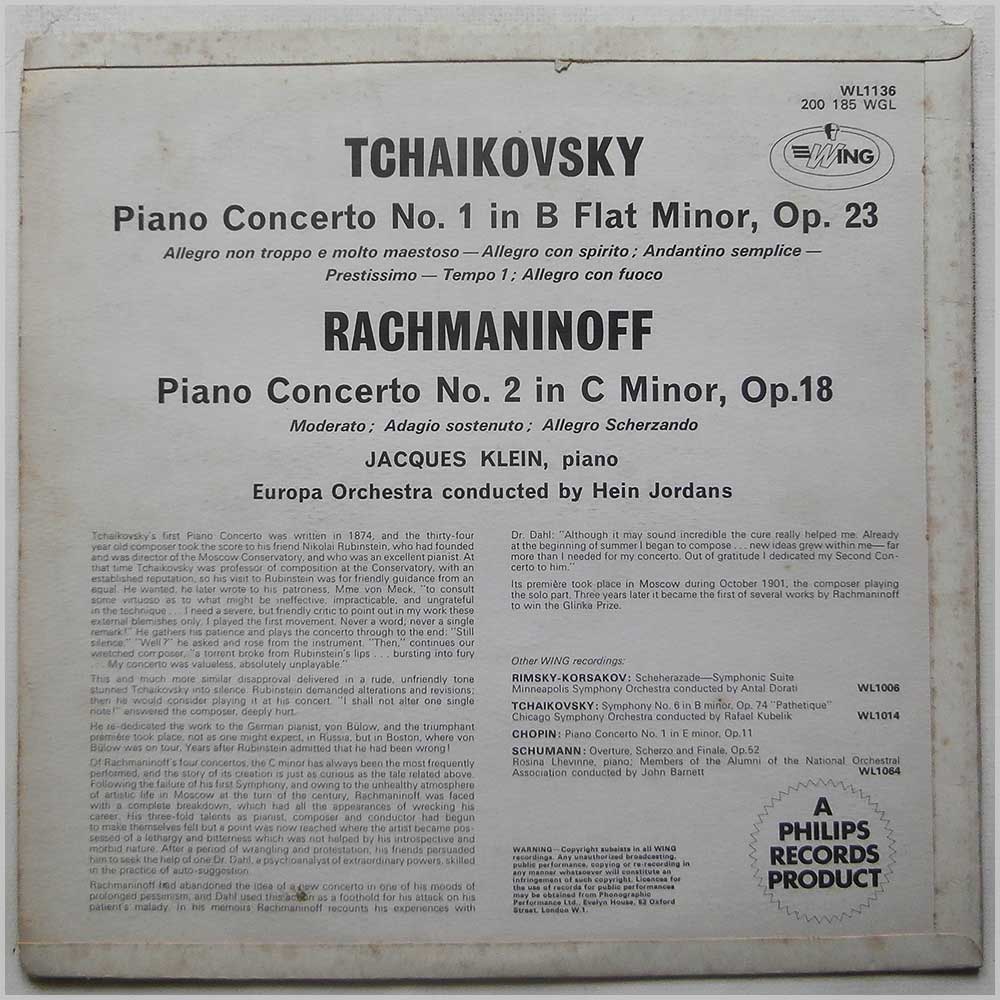 WL1136
200 185 WGL
WING
TCHAIKOVSKY
Piano Concerto No. 1 in B Flat Minor, Op. 23
Allegro non troppo e molto maestoso — Allegro con spirito ; Andantino semplice —
Prestissimo — Tempo 1 ; Allegro con fuoco
RACHMANINOFF
Piano Concerto No. 2 in C Minor, Op.18
Moderato ; Adagio sostenuto ; Allegro Scherzando
JACQUES KLEIN, piano
Europa Orchestra conducted by Hein Jordans
Tchaikovsky's first Piano Concerto was written in 1874, and the thirty-four
year old composer took the score to his friend Nikolai Rubinstein, who had founded
and was director of the Moscow Conservatory, and who was an excellent pianist. At
that time Tchaikovsky was professor of composition at the Conservatory, with an
established reputation, so his visit to Rubinstein was for friendly guidance from an
equal. He wanted, he later wrote to his patroness, Mme von Meck, "to consult
some virtuoso as to what might be ineffective, impracticable, and ungrateful
in the technique . . . I need a severe, but friendly critic to point out in my work these
external blemishes only. I played the first movement. Never a word, never a single
remark!" He gathers his patience and plays the concerto through to the end: "Still
silence." "Well?" he asked and rose from the instrument. "Then," continues our
wretched composer, "a torrent broke from Rubinstein's lips . . . bursting into fury
. . . My concerto was valueless, absolutely unplayable."
This and much more similar disapproval delivered in a rude, unfriendly tone
stunned Tchaikovsky into silence. Rubinstein demanded alterations and revisions;
then he would consider playing it at his concert. "I shall not alter one single
note!" answered the composer, deeply hurt.
He re-dedicated the work to the German pianist, von Bülow, and the triumphant
première took place, not as one might expect, in Russia, but in Boston, where von
Bülow was on tour. Years after Rubinstein admitted that he had been wrong!
Of Rachmaninoff's four concertos, the C minor has always been the most frequently
performed, and the story of its creation is just as curious as the tale related above.
Following the failure of his first Symphony, and owing to the unhealthy atmosphere
of artistic life in Moscow at the turn of the century, Rachmaninoff was faced
with a complete breakdown, which had all the appearances of wrecking his
career. His three-fold talents as pianist, composer and conductor had begun
to make themselves felt but a point was now reached where the artist became pos-
sessed of a lethargy and bitterness which was not helped by his introspective and
morbid nature. After a period of wrangling and protestation, his friends persuaded
him to seek the help of one Dr. Dahl, a psychoanalyst of extraordinary powers, skilled
in the practice of auto-suggestion.
Rachmaninoff had abandoned the idea of a new concerto in one of his moods of
prolonged pessimism, and Dahl used this action as a foothold for his attack on his
patient's malady. In his memoirs Rachmaninoff recounts his experiences with
Dr. Dahl: "Although it may sound incredible the cure really helped me. Already
at the beginning of summer I began to compose . . . new ideas grew within me— far
more than I needed for my concerto. Out of gratitude I dedicated my Second Con-
certo to him."
Its première took place in Moscow during October 1901, the composer playing
the solo part. Three years later it became the first of several works by Rachmaninoff
to win the Glinka Prize.
Other WING recordings:
RIMSKY-KORSAKOV: Scheherazade—Symphonic Suite
Minneapolis Symphony Orchestra conducted by Antal Dorati WL1006
TCHAIKOVSKY: Symphony No. 6 in B minor, Op. 74 "Pathetique"
Chicago Symphony Orchestra conducted by Rafael Kubelik WL1014
CHOPIN: Piano Concerto No. 1 in E minor, Op.11
SCHUMANN: Overture, Scherzo and Finale, Op.52
Rosina Lhevinne, piano; Members of the Alumni of the National Orchestral
Association conducted by John Barnett WL1064
WARNING—Copyright subsists in all WING
recordings. Any unauthorized broadcasting,
public performance, copying or re-recording in
any manner whatsoever will constitute an
infringement of such copyright. Licences for
the use of records for public performances
may be obtained from Phonographic
Performance Ltd., Evelyn House, 62 Oxford
Street, London W.1.
A
PHILIPS
RECORDS
PRODUCT